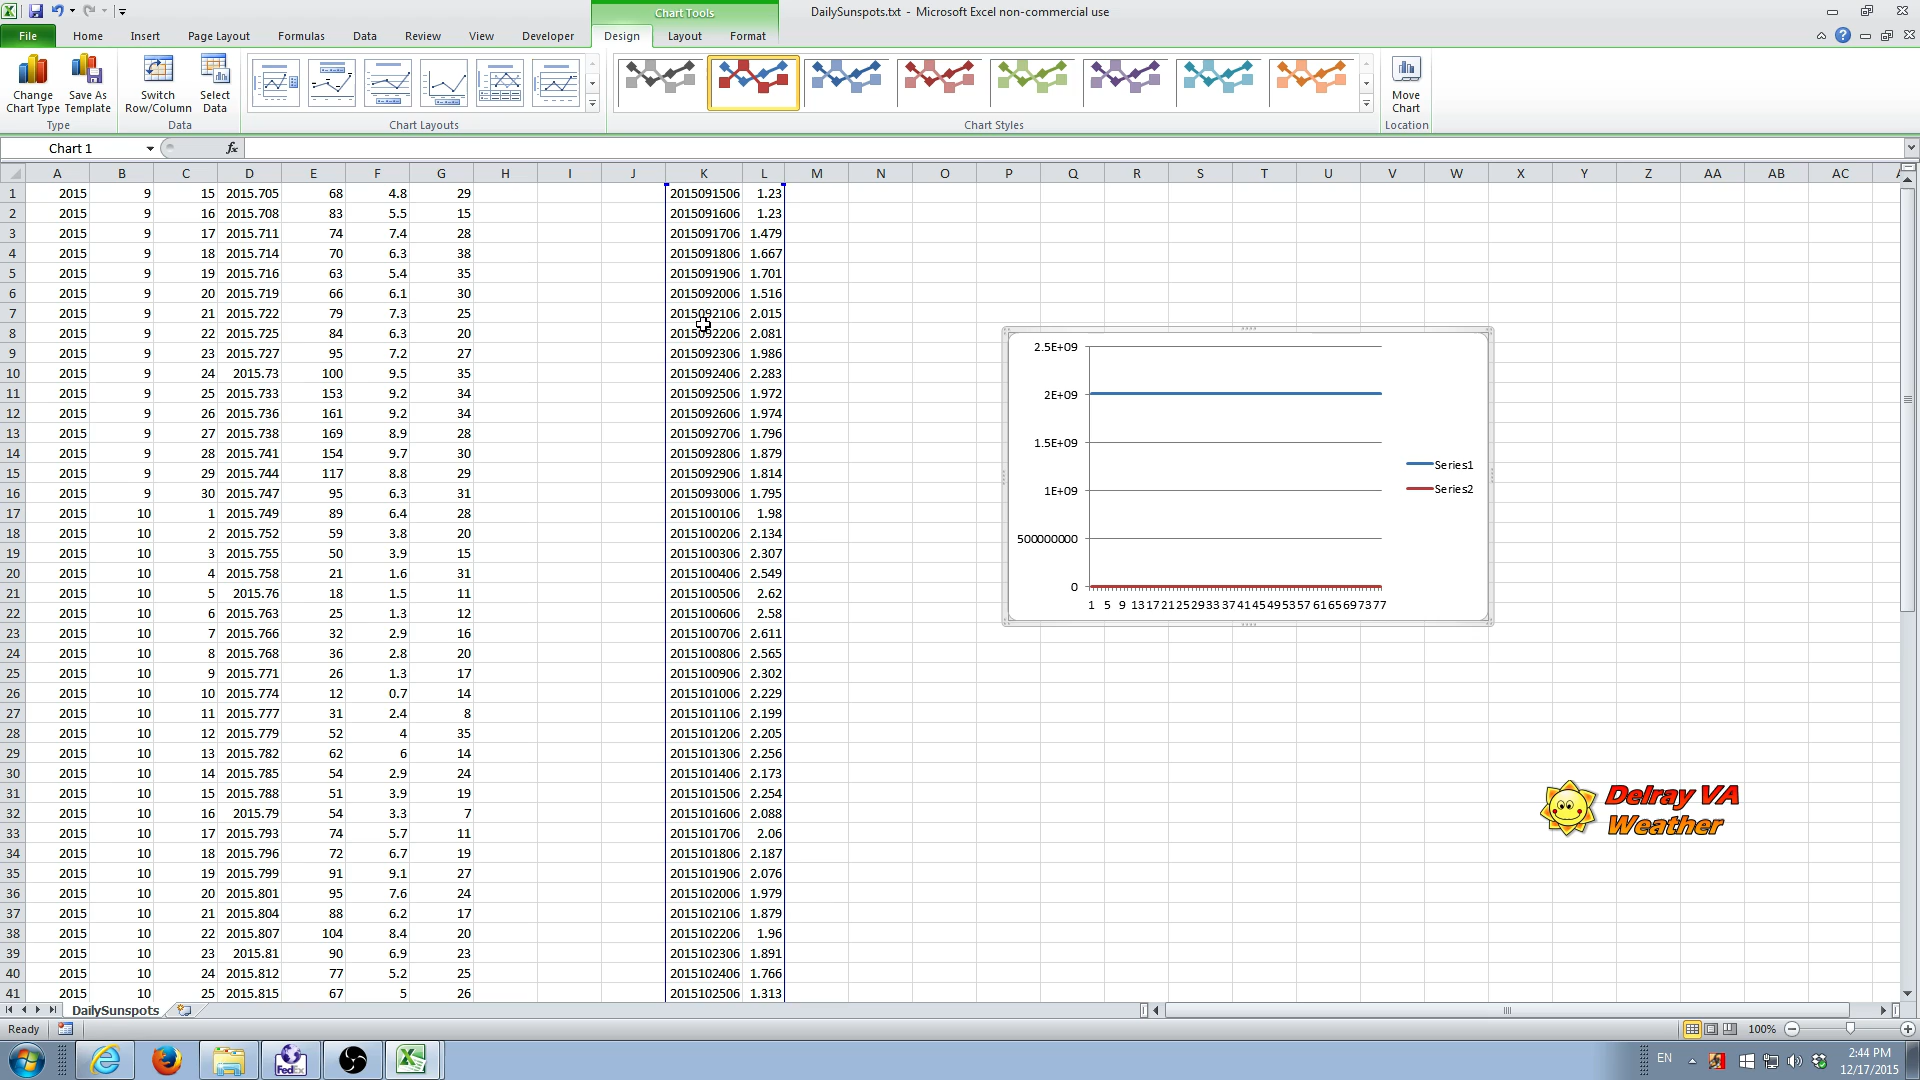 Chart Tools
DailySunspots.txt - Microsoft Excel non-commercial use
File Home Insert Page Layout Formulas Data Review View Developer Design Layout Format
Change Chart Type Save As Template Switch Row/Column Select Data Move Chart
Type Data Chart Layouts Chart Styles Location
Chart 1 fx
A B C D E F G H I J K L M N O P Q R S T U V W X Y Z AA AB AC
1 2015 9 15 2015.705 68 4.8 29 2015091506 1.23
2 2015 9 16 2015.708 83 5.5 15 2015091606 1.23
3 2015 9 17 2015.711 74 7.4 28 2015091706 1.479
4 2015 9 18 2015.714 70 6.3 38 2015091806 1.667
5 2015 9 19 2015.716 63 5.4 35 2015091906 1.701
6 2015 9 20 2015.719 66 6.1 30 2015092006 1.516
7 2015 9 21 2015.722 79 7.3 25 2015092106 2.015
8 2015 9 22 2015.725 84 6.3 20 2015092206 2.081
9 2015 9 23 2015.727 95 7.2 27 2015092306 1.986
10 2015 9 24 2015.73 100 9.5 35 2015092406 2.283
11 2015 9 25 2015.733 153 9.2 34 2015092506 1.972
12 2015 9 26 2015.736 161 9.2 34 2015092606 1.974
13 2015 9 27 2015.738 169 8.9 28 2015092706 1.796
14 2015 9 28 2015.741 154 9.7 30 2015092806 1.879
15 2015 9 29 2015.744 117 8.8 29 2015092906 1.814
16 2015 9 30 2015.747 95 6.3 31 2015093006 1.795
17 2015 10 1 2015.749 89 6.4 28 2015100106 1.98
18 2015 10 2 2015.752 59 3.8 20 2015100206 2.134
19 2015 10 3 2015.755 50 3.9 15 2015100306 2.307
20 2015 10 4 2015.758 21 1.6 31 2015100406 2.549
21 2015 10 5 2015.76 18 1.5 11 2015100506 2.62
22 2015 10 6 2015.763 25 1.3 12 2015100606 2.58
23 2015 10 7 2015.766 32 2.9 16 2015100706 2.611
24 2015 10 8 2015.768 36 2.8 20 2015100806 2.565
25 2015 10 9 2015.771 26 1.3 17 2015100906 2.302
26 2015 10 10 2015.774 12 0.7 14 2015101006 2.229
27 2015 10 11 2015.777 31 2.4 8 2015101106 2.199
28 2015 10 12 2015.779 52 4 35 2015101206 2.205
29 2015 10 13 2015.782 62 6 14 2015101306 2.256
30 2015 10 14 2015.785 54 2.9 24 2015101406 2.173
31 2015 10 15 2015.788 51 3.9 19 2015101506 2.254
32 2015 10 16 2015.79 54 3.3 7 2015101606 2.088
33 2015 10 17 2015.793 74 5.7 11 2015101706 2.06
34 2015 10 18 2015.796 72 6.7 19 2015101806 2.187
35 2015 10 19 2015.799 91 9.1 27 2015101906 2.076
36 2015 10 20 2015.801 95 7.6 24 2015102006 1.979
37 2015 10 21 2015.804 88 6.2 17 2015102106 1.879
38 2015 10 22 2015.807 104 8.4 20 2015102206 1.96
39 2015 10 23 2015.81 90 6.9 23 2015102306 1.891
40 2015 10 24 2015.812 77 5.2 25 2015102406 1.766
41 2015 10 25 2015.815 67 5 26 2015102506 1.313
2.5E+09
2E+09
1.5E+09
1E+09
500000000
0
1 5 9 13 17 21 25 29 33 37 41 45 49 53 57 61 65 69 73 77
Series1
Series2
Delray VA
Weather
DailySunspots
Ready 100%
FedEx
EN
2:44 PM
12/17/2015